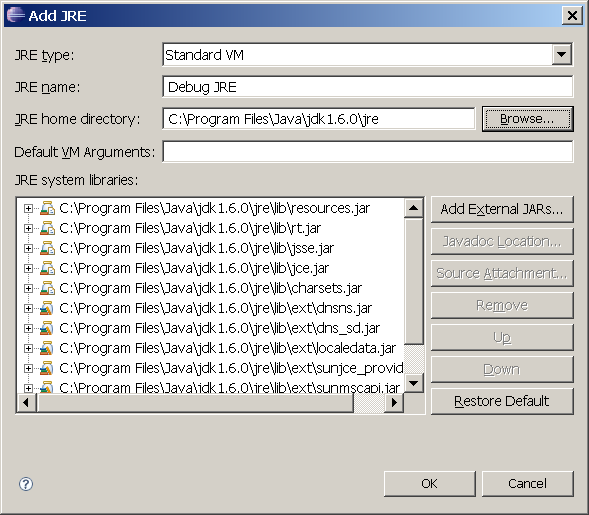 Add JRE
JRE type: Standard VM
JRE name: Debug JRE
JRE home directory: C:\Program Files\Java\jdk1.6.0\jre Browse...
Default VM Arguments:
JRE system libraries:
C:\Program Files\Java\jdk1.6.0\jre\lib\resources.jar
C:\Program Files\Java\jdk1.6.0\jre\lib\rt.jar
C:\Program Files\Java\jdk1.6.0\jre\lib\jsse.jar
C:\Program Files\Java\jdk1.6.0\jre\lib\jce.jar
C:\Program Files\Java\jdk1.6.0\jre\lib\charsets.jar
C:\Program Files\Java\jdk1.6.0\jre\lib\ext\dnsns.jar
C:\Program Files\Java\jdk1.6.0\jre\lib\ext\dns_sd.jar
C:\Program Files\Java\jdk1.6.0\jre\lib\ext\localedata.jar
C:\Program Files\Java\jdk1.6.0\jre\lib\ext\sunjce_provid
C:\Program Files\Java\jdk1.6.0\jre\lib\ext\sunmscapi.jar
Add External JARs...
Javadoc Location...
Source Attachment...
Remove
Up
Down
Restore Default
? OK Cancel